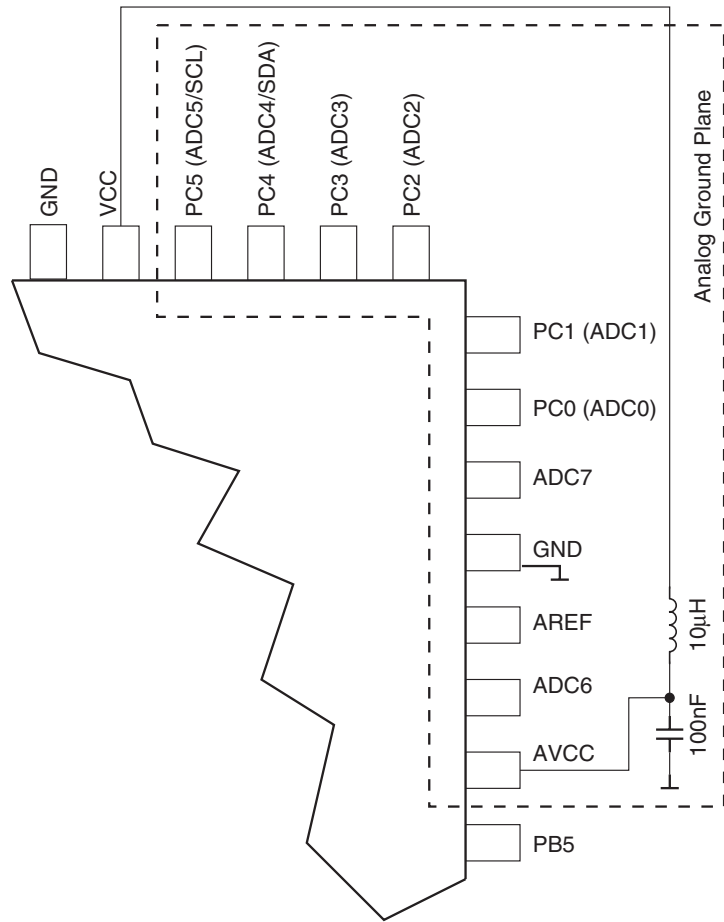 GND
VCC
PC5 (ADC5/SCL)
PC4 (ADC4/SDA)
PC3 (ADC3)
PC2 (ADC2)
Analog Ground Plane
PC1 (ADC1)
PC0 (ADC0)
ADC7
GND
AREF
ADC6
AVCC
PB5
10μH
100nF